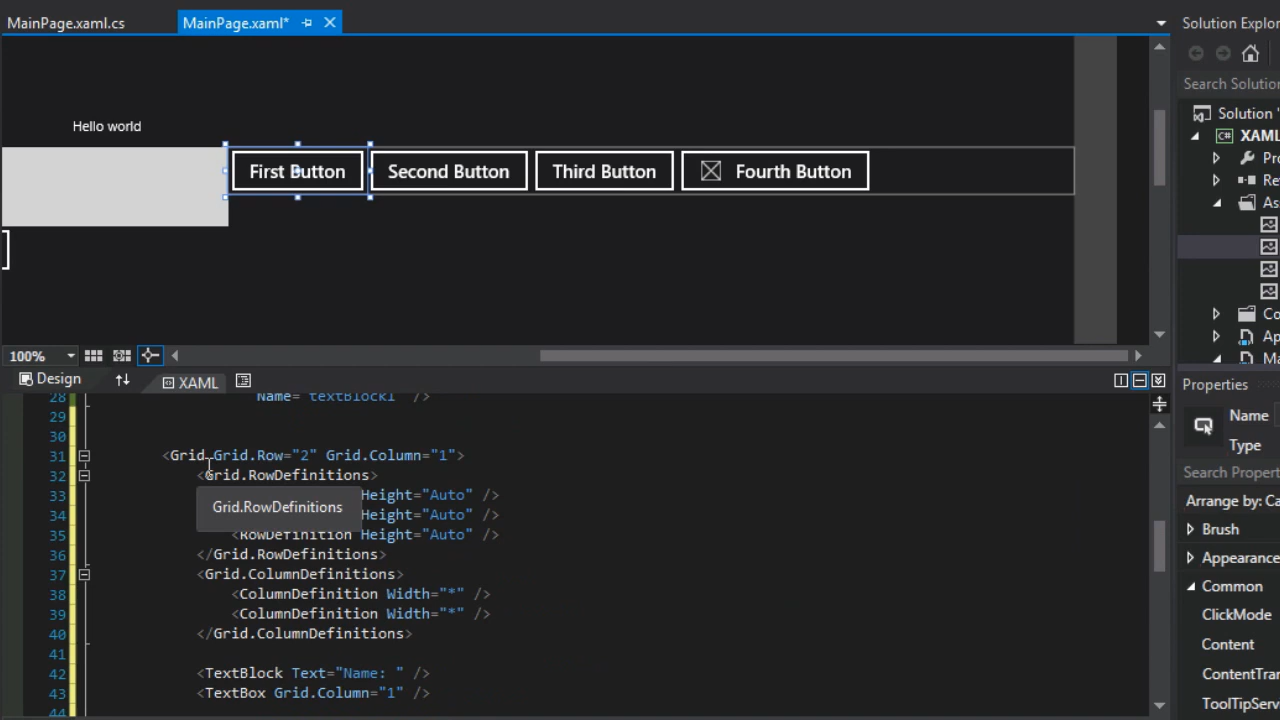 MainPage.xaml.cs
MainPage.xaml*
Solution Explor
Search Solutio
Solution '
XAML
Pr
Re
As
Co
Ap
Ma
Hello world
First Button
Second Button
Third Button
Fourth Button
100%
Design
XAML
28 Name="textBlock1" />
29
30
31 <Grid Grid.Row="2" Grid.Column="1">
32 <Grid.RowDefinitions>
33 Height="Auto" />
34 Height="Auto" />
35 <RowDefinition Height="Auto" />
36 </Grid.RowDefinitions>
37 <Grid.ColumnDefinitions>
38 <ColumnDefinition Width="*" />
39 <ColumnDefinition Width="*" />
40 </Grid.ColumnDefinitions>
41
42 <TextBlock Text="Name: " />
43 <TextBox Grid.Column="1" />
44
Grid.RowDefinitions
Properties
Name
Type
Search Propert
Arrange by: Ca
Brush
Appearance
Common
ClickMode
Content
ContentTran
ToolTipServ